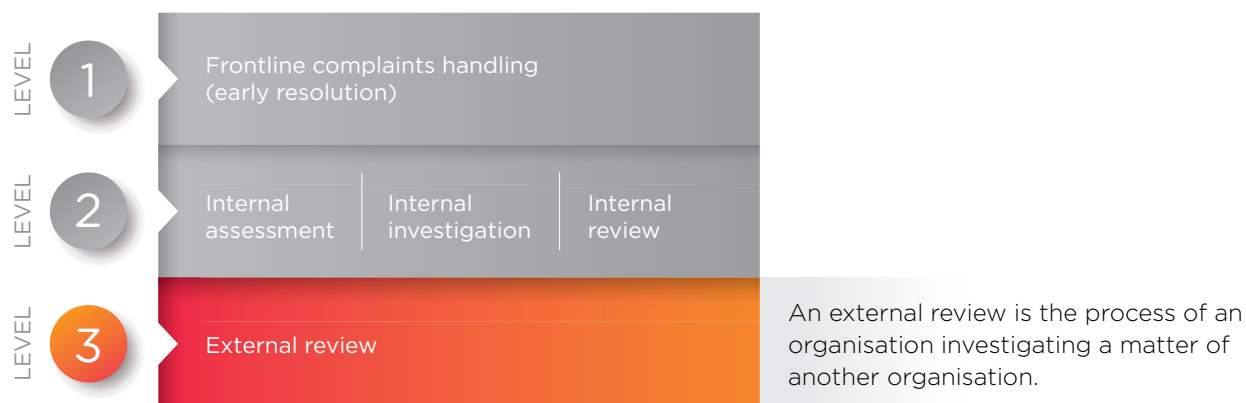 LEVEL
1
Frontline complaints handling
(early resolution)
LEVEL
2
Internal
assessment
Internal
investigation
Internal
review
LEVEL
3
External review
An external review is the process of an
organisation investigating a matter of
another organisation.